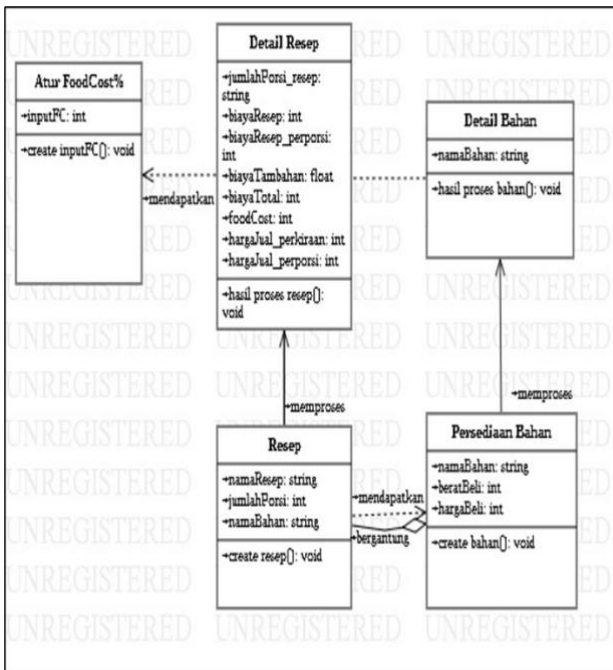 Atur FoodCost%
+inputFC: int
+create inputFC(): void
Detail Resep
+jumlahPorsi_resep:
string
+biayaResep: int
+biayaResep_perporsi:
int
+biayaTambahan: float
+biayaTotal: int
+foodCost: int
+hargaJual_perkiraan: int
+hargaJual_perporsi: int
+hasil proses resep():
void
Detail Bahan
+namaBahan: string
+hasil proses bahan(): void
+mendapatkan
+memproses
+memproses
Resep
+namaResep: string
+jumlahPorsi: int
+namaBahan: string
+create resep(): void
+mendapatkan
+bergantung
Persediaan Bahan
+namaBahan: string
+beratBeli: int
+hargaBeli: int
+create bahan(): void
UNREGISTERED